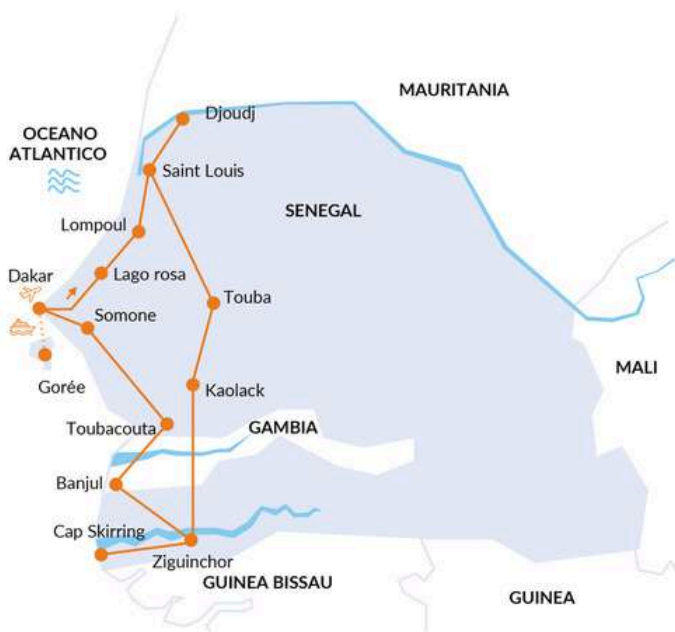 Djoudj
MAURITANIA
OCEANO
ATLANTICO
Saint Louis
SENEGAL
Lompoul
Dakar
Lago rosa
Touba
Somone
MALI
Gorée
Kaolack
Toubacouta
GAMBIA
Banjul
Cap Skirring
Ziguinchor
GUINEA BISSAU
GUINEA